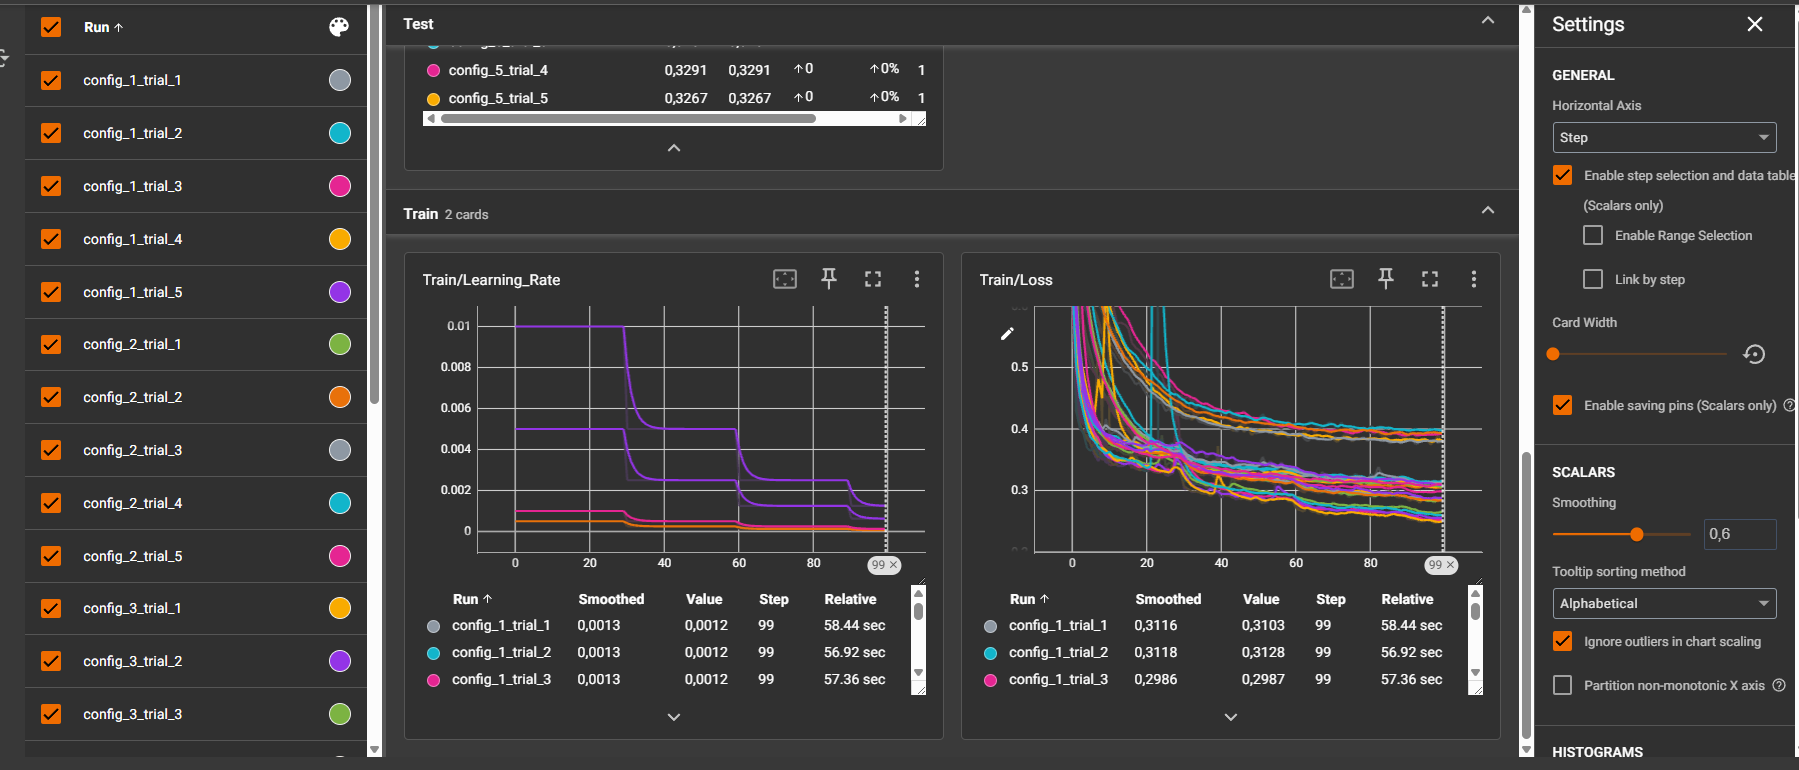 Run ↑
config_1_trial_1
config_1_trial_2
config_1_trial_3
config_1_trial_4
config_1_trial_5
config_2_trial_1
config_2_trial_2
config_2_trial_3
config_2_trial_4
config_2_trial_5
config_3_trial_1
config_3_trial_2
config_3_trial_3
Test
config_5_trial_4 0,3291 0,3291 ↑0 ↑0% 1
config_5_trial_5 0,3267 0,3267 ↑0 ↑0% 1
Train 2 cards
Train/Learning_Rate
0.01
0.008
0.006
0.004
0.002
0
0 20 40 60 80 99 ×
Run ↑ Smoothed Value Step Relative
config_1_trial_1 0,0013 0,0012 99 58.44 sec
config_1_trial_2 0,0013 0,0012 99 56.92 sec
config_1_trial_3 0,0013 0,0012 99 57.36 sec
Train/Loss
0.5
0.4
0.3
0 20 40 60 80 99 ×
Run ↑ Smoothed Value Step Relative
config_1_trial_1 0,3116 0,3103 99 58.44 sec
config_1_trial_2 0,3118 0,3128 99 56.92 sec
config_1_trial_3 0,2986 0,2987 99 57.36 sec
Settings
GENERAL
Horizontal Axis
Step
Enable step selection and data table
(Scalars only)
Enable Range Selection
Link by step
Card Width
Enable saving pins (Scalars only)
SCALARS
Smoothing
0,6
Tooltip sorting method
Alphabetical
Ignore outliers in chart scaling
Partition non-monotonic X axis
HISTOGRAMS